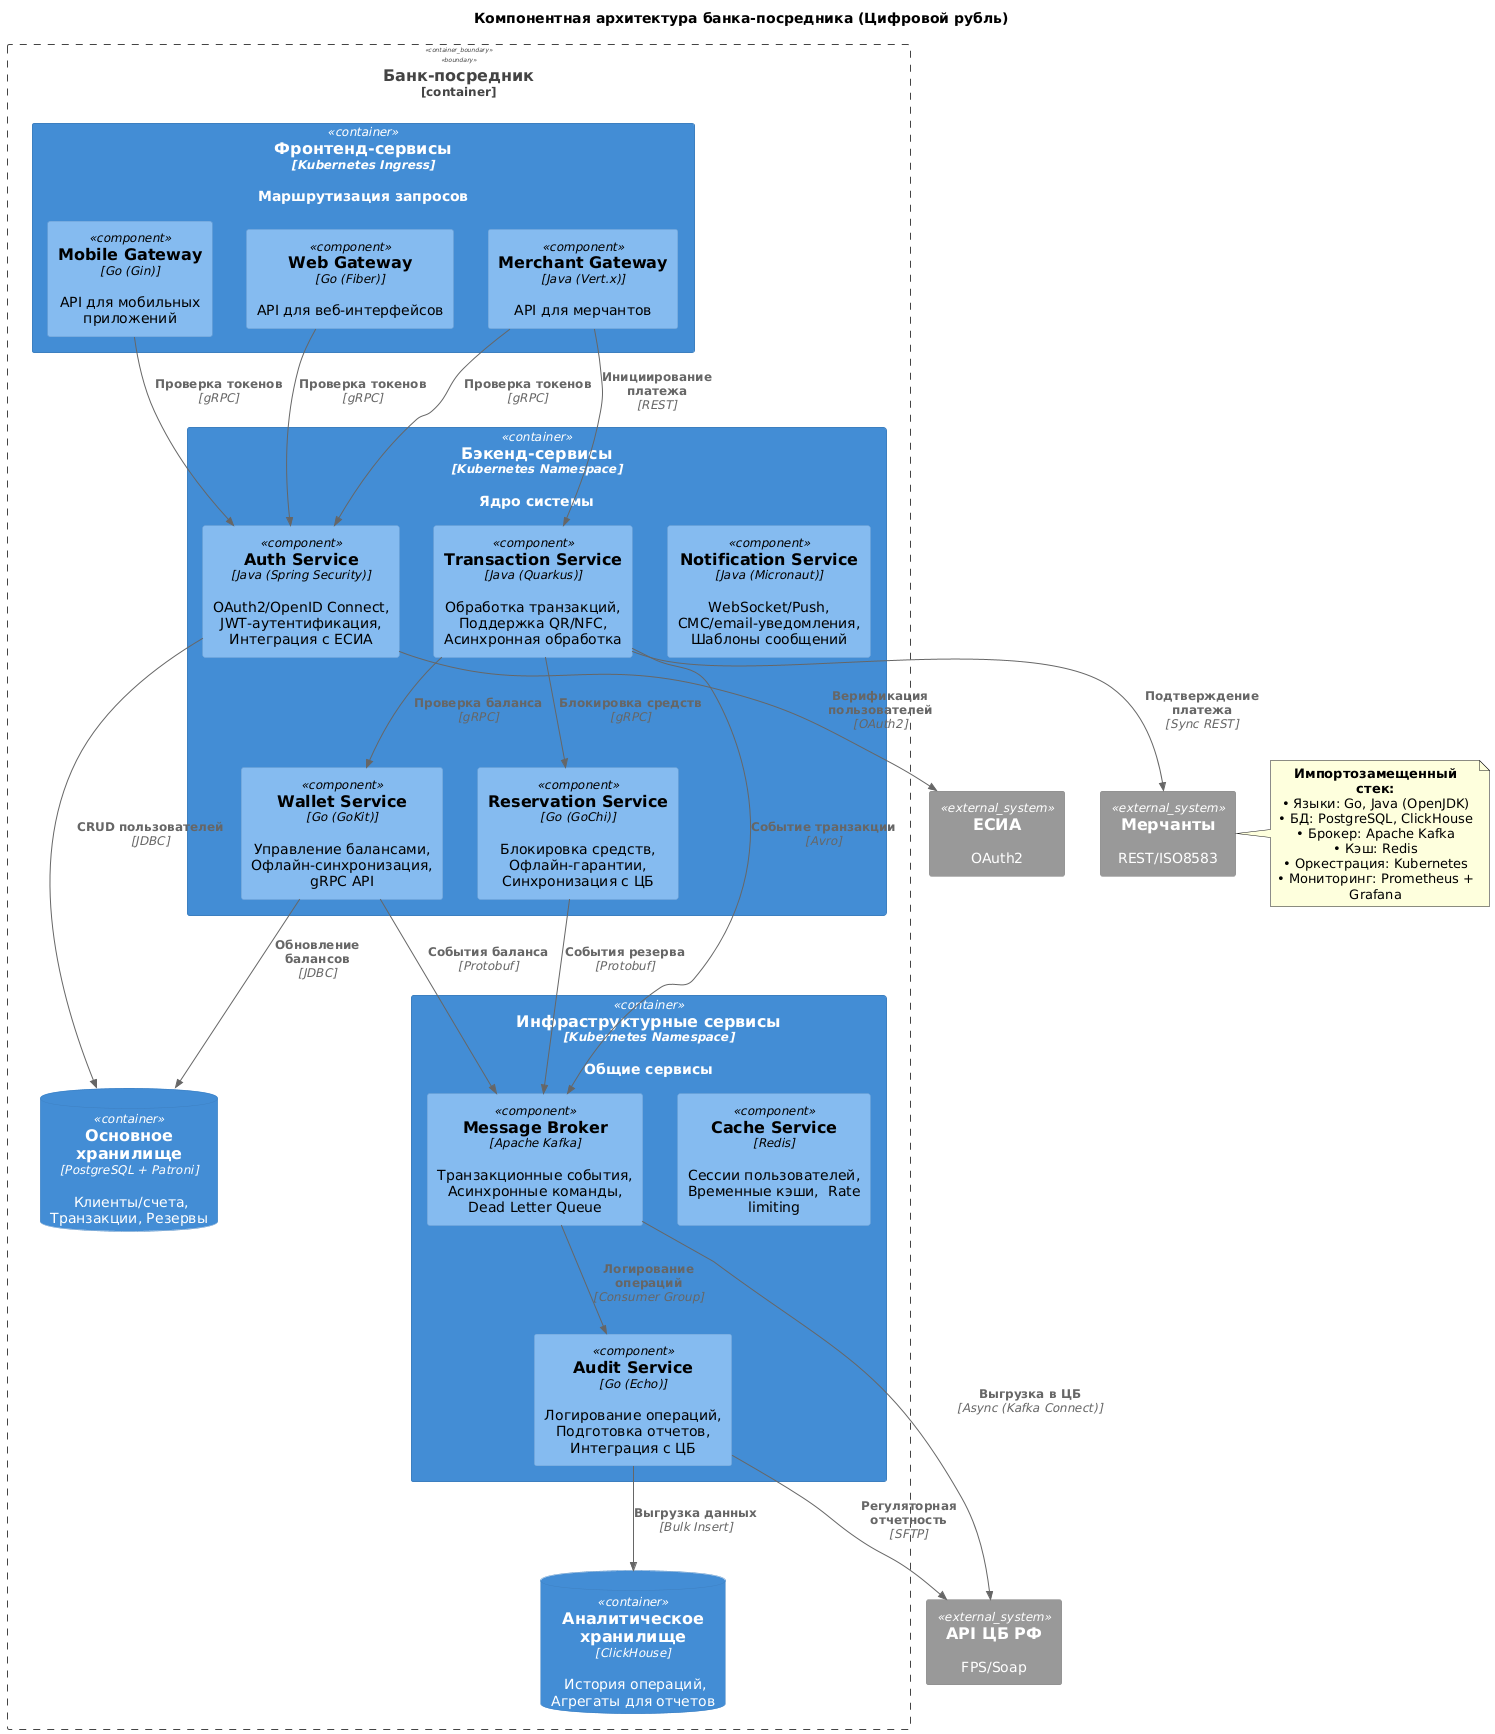 Компонентная архитектура банка-посредника (Цифровой рубль)
«container_boundary»
«boundary»
Банк-посредник
[container]
«container»
Фронтенд-сервисы
[Kubernetes Ingress]
Маршрутизация запросов
«component»
Mobile Gateway
[Go (Gin)]
API для мобильных
приложений
«component»
Web Gateway
[Go (Fiber)]
API для веб-интерфейсов
«component»
Merchant Gateway
[Java (Vert.x)]
API для мерчантов
Проверка токенов
[gRPC]
Проверка токенов
[gRPC]
Проверка токенов
[gRPC]
Инициирование
платежа
[REST]
«container»
Бэкенд-сервисы
[Kubernetes Namespace]
Ядро системы
«component»
Auth Service
[Java (Spring Security)]
OAuth2/OpenID Connect,
JWT-аутентификация,
Интеграция с ЕСИА
«component»
Transaction Service
[Java (Quarkus)]
Обработка транзакций,
Поддержка QR/NFC,
Асинхронная обработка
«component»
Notification Service
[Java (Micronaut)]
WebSocket/Push,
СМС/email-уведомления,
Шаблоны сообщений
Проверка баланса
[gRPC]
Блокировка средств
[gRPC]
Верификация
пользователей
[OAuth2]
Подтверждение
платежа
[Sync REST]
«component»
Wallet Service
[Go (GoKit)]
Управление балансами,
Офлайн-синхронизация,
gRPC API
«component»
Reservation Service
[Go (GoChi)]
Блокировка средств,
Офлайн-гарантии,
Синхронизация с ЦБ
CRUD пользователей
[JDBC]
Событие транзакции
[Avro]
«external_system»
ЕСИА
OAuth2
«external_system»
Мерчанты
REST/ISO8583
Импортозамещенный
стек:
• Языки: Go, Java (OpenJDK)
• БД: PostgreSQL, ClickHouse
• Брокер: Apache Kafka
• Кэш: Redis
• Оркестрация: Kubernetes
• Мониторинг: Prometheus +
Grafana
Обновление
балансов
[JDBC]
События баланса
[Protobuf]
События резерва
[Protobuf]
«container»
Инфраструктурные сервисы
[Kubernetes Namespace]
Общие сервисы
«component»
Message Broker
[Apache Kafka]
Транзакционные события,
Асинхронные команды,
Dead Letter Queue
«component»
Cache Service
[Redis]
Сессии пользователей,
Временные кэши,  Rate
limiting
«container»
Основное
хранилище
[PostgreSQL + Patroni]
Клиенты/счета,
Транзакции, Резервы
Логирование
операций
[Consumer Group]
«component»
Audit Service
[Go (Echo)]
Логирование операций,
Подготовка отчетов,
Интеграция с ЦБ
Выгрузка в ЦБ
[Async (Kafka Connect)]
Выгрузка данных
[Bulk Insert]
Регуляторная
отчетность
[SFTP]
«container»
Аналитическое
хранилище
[ClickHouse]
История операций,
Агрегаты для отчетов
«external_system»
API ЦБ РФ
FPS/Soap